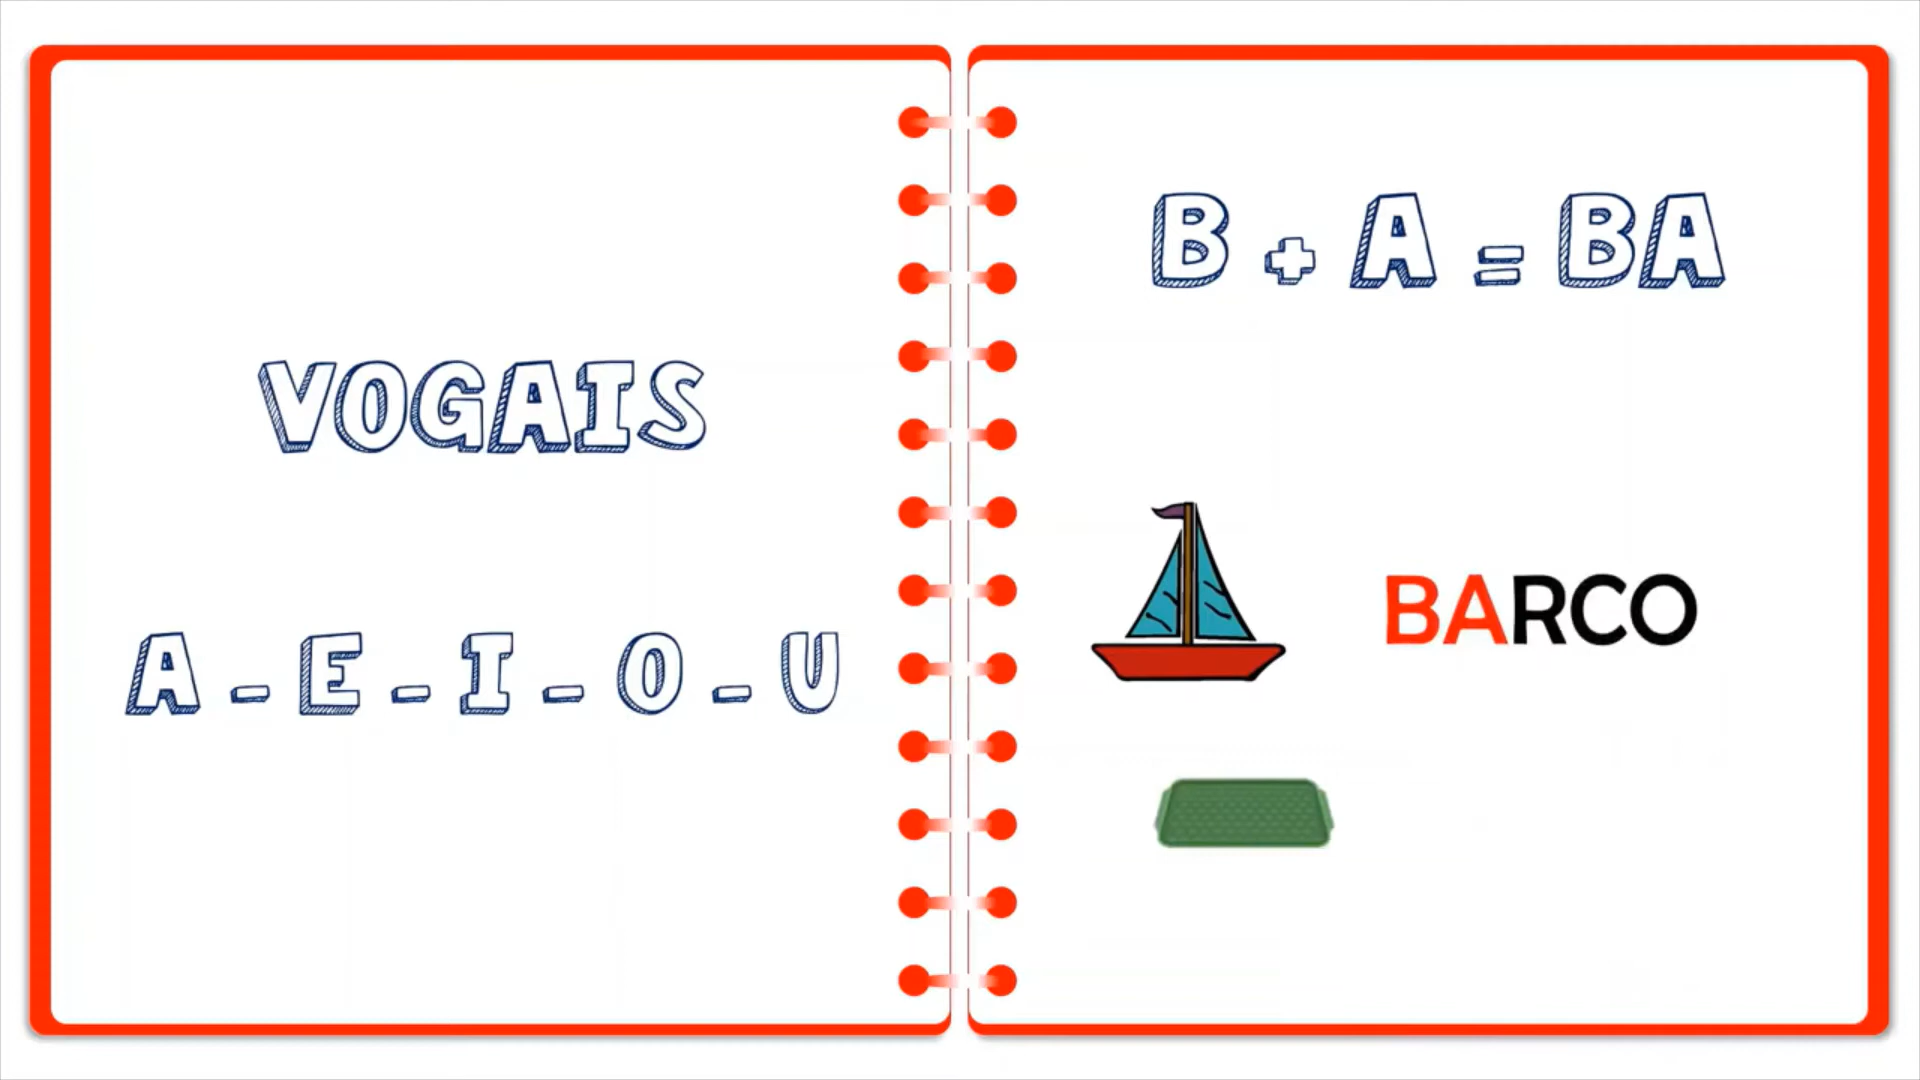 VOGAIS
A - E - I - O - U
B + A = BA
BARCO